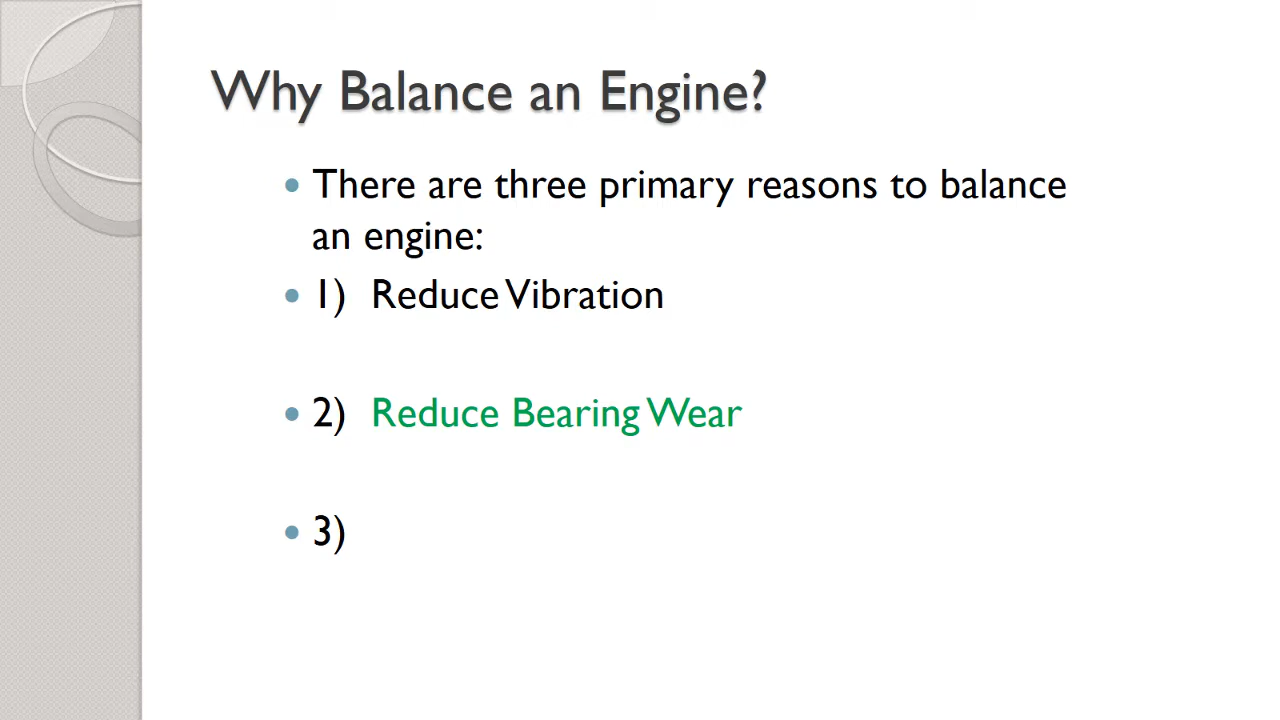 Why Balance an Engine?
• There are three primary reasons to balance
an engine:
• 1) Reduce Vibration
• 2) Reduce Bearing Wear
• 3)